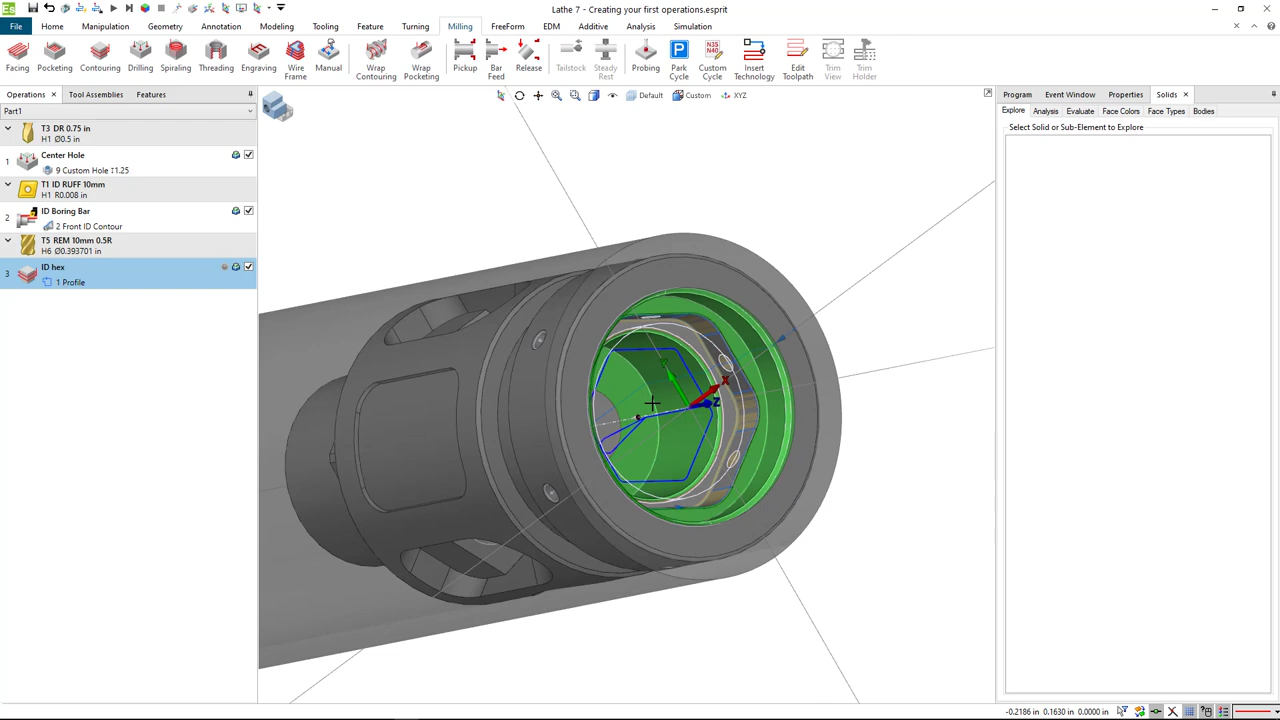 Lathe 7 - Creating your first operations.esprit
File Home Manipulation Geometry Annotation Modeling Tooling Feature Turning Milling FreeForm EDM Additive Analysis Simulation
Facing Pocketing Contouring Drilling Spiraling Threading Engraving Wire Frame Manual Wrap Contouring Wrap Pocketing Pickup Bar Feed Release Tailstock Steady Rest Probing Park Cycle Custom Cycle Insert Technology Edit Toolpath Trim View Trim Holder
Operations Tool Assemblies Features
Default Custom XYZ
Program Event Window Properties Solids
Explore Analysis Evaluate Face Colors Face Types Bodies
Part1
Select Solid or Sub-Element to Explore
T3 DR 0.75 in
H1 Ø0.5 in
Center Hole
1
9 Custom Hole ↕1.25
T1 ID RUFF 10mm
H1 R0.008 in
ID Boring Bar
2
2 Front ID Contour
T5 REM 10mm 0.5R
H6 Ø0.393701 in
ID hex
3
1 Profile
X
Y
Z
-0.2186 in 0.1630 in 0.0000 in